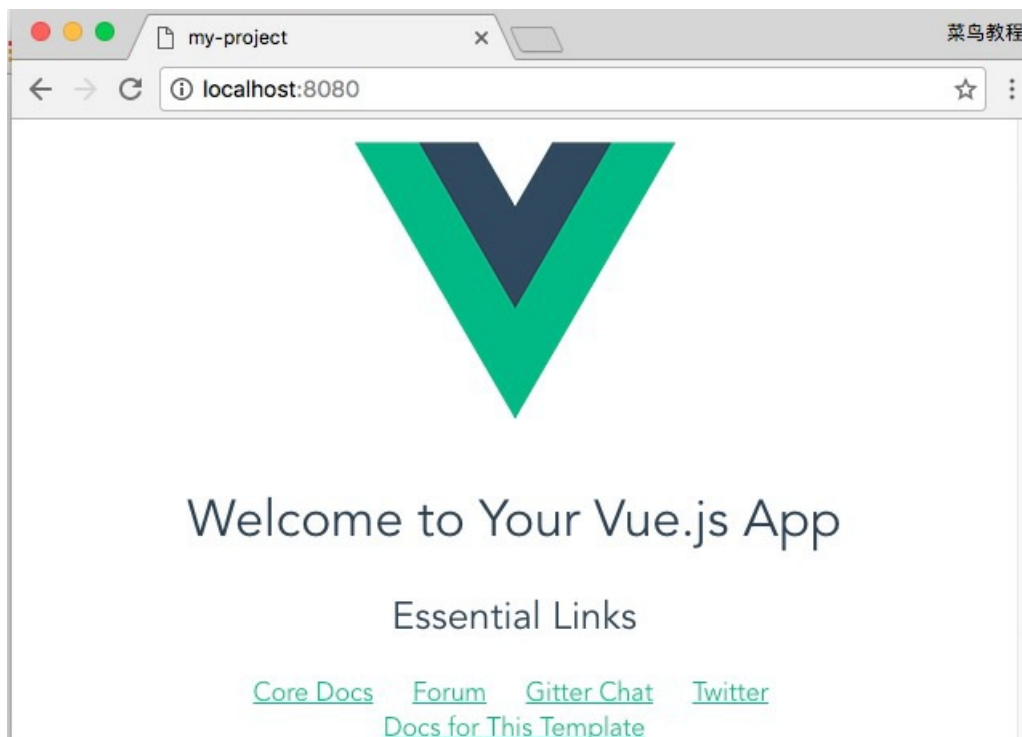 my-project
菜鸟教程
localhost:8080
Welcome to Your Vue.js App
Essential Links
Core Docs Forum Gitter Chat Twitter
Docs for This Template